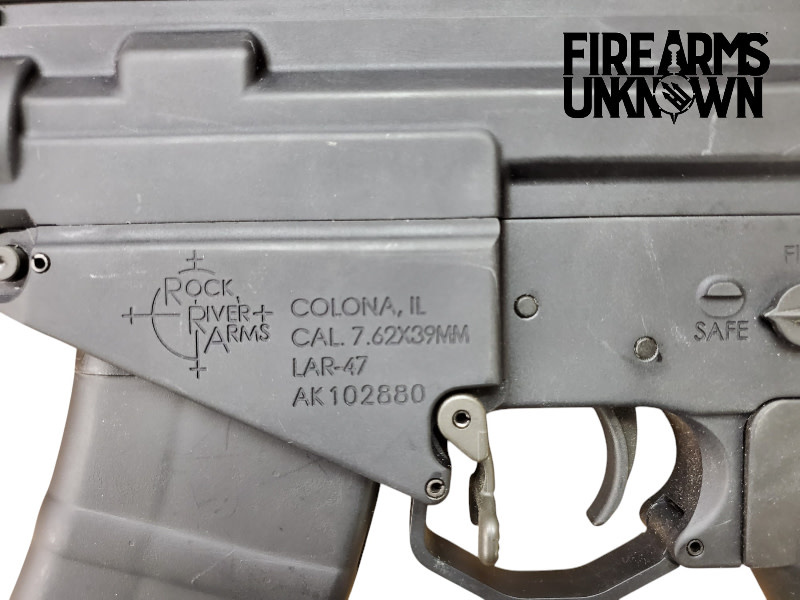 FIREARMS
UNKNOWN
ROCK
RIVER
ARMS
COLONA, IL
CAL. 7.62X39MM
LAR-47
AK102880
SAFE